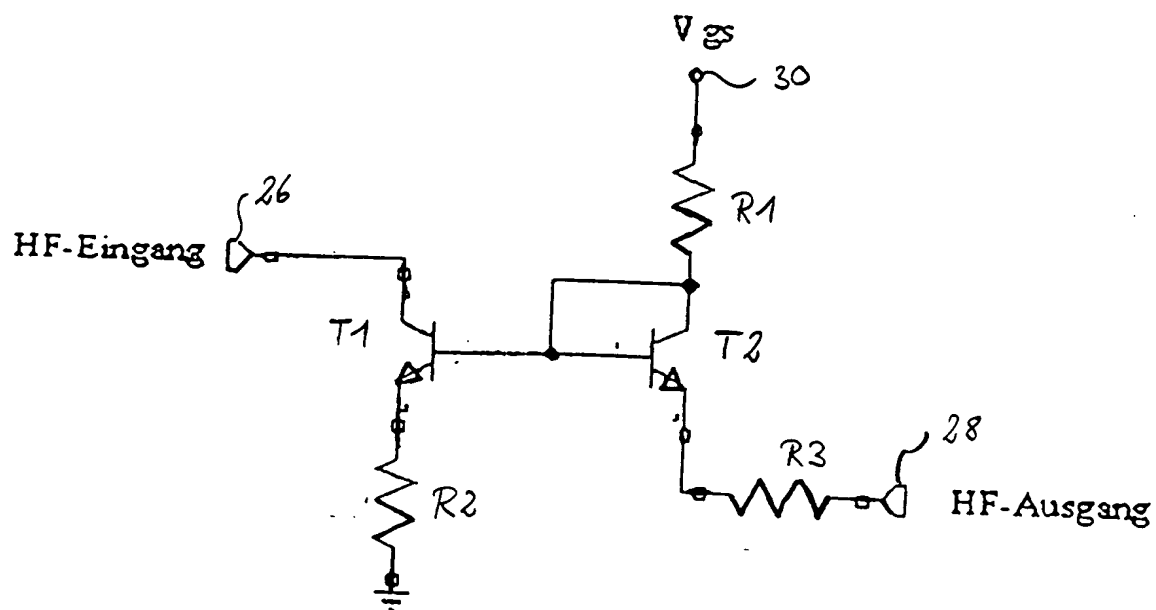 V gs
30
26
R1
HF-Eingang
T1
T2
28
R3
R2
HF-Ausgang